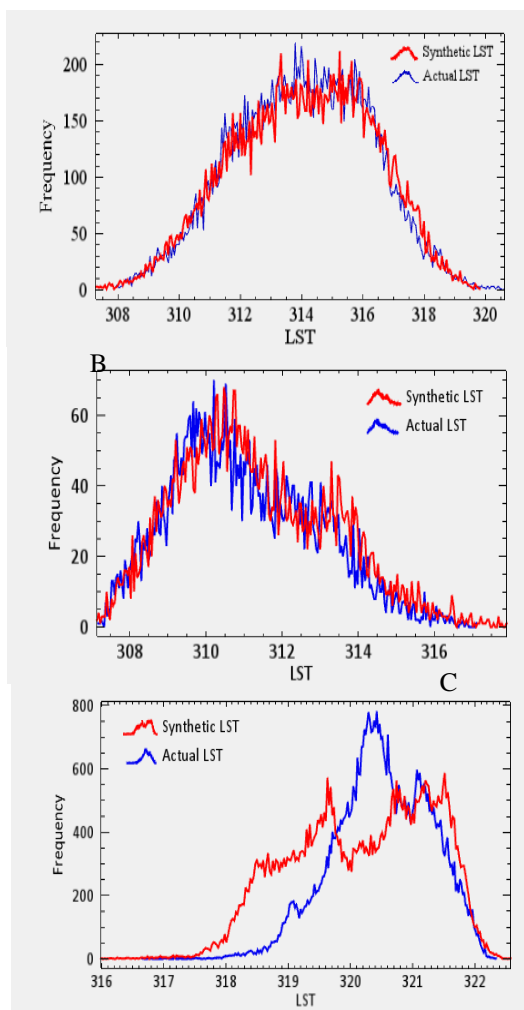 200
150
100
50
0
Frequency
Synthetic LST
Actual LST
308 310 312 314 316 318 320
LST
B
60
40
20
0
Frequency
Synthetic LST
Actual LST
308 310 312 314 316
LST
C
800
600
400
200
0
Frequency
Synthetic LST
Actual LST
316 317 318 319 320 321 322
LST